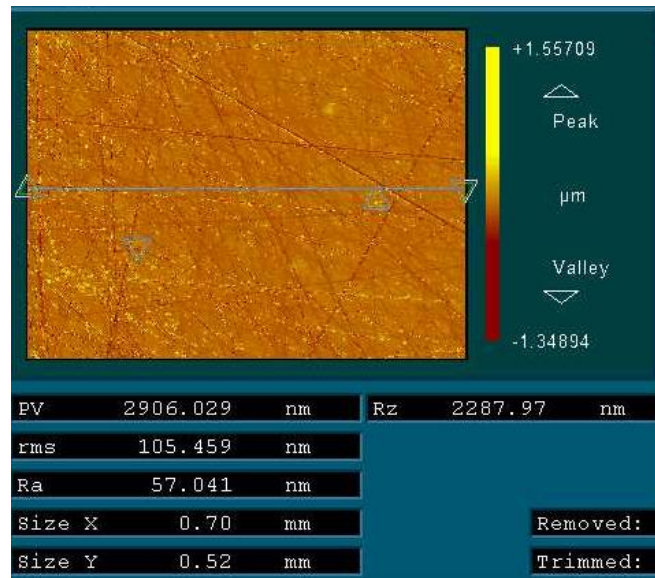 +1.55709
Peak
µm
Valley
-1.34894
PV 2906.029 nm Rz 2287.97 nm
rms 105.459 nm
Ra 57.041 nm
Size X 0.70 mm Removed:
Size Y 0.52 mm Trimmed: